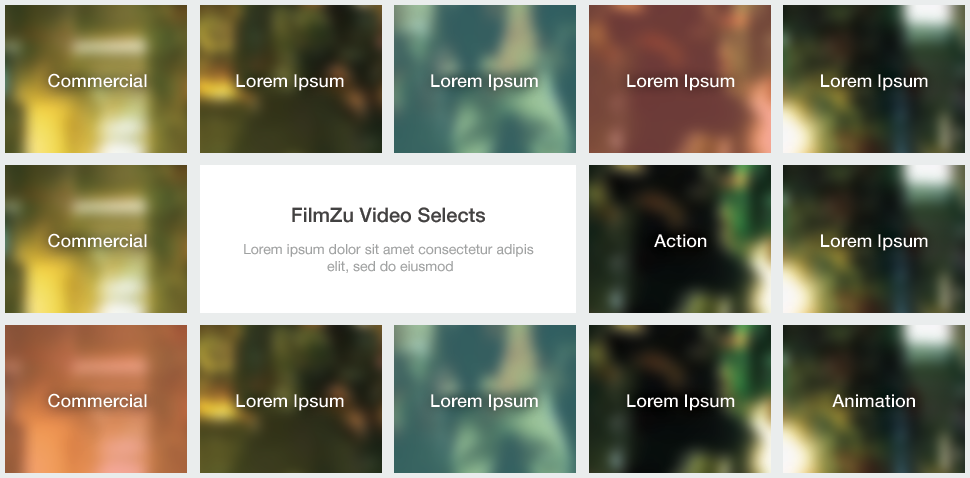 Commercial
Lorem Ipsum
Lorem Ipsum
Lorem Ipsum
Lorem Ipsum
Commercial
FilmZu Video Selects
Lorem ipsum dolor sit amet consectetur adipis
elit, sed do eiusmod
Action
Lorem Ipsum
Commercial
Lorem Ipsum
Lorem Ipsum
Lorem Ipsum
Animation